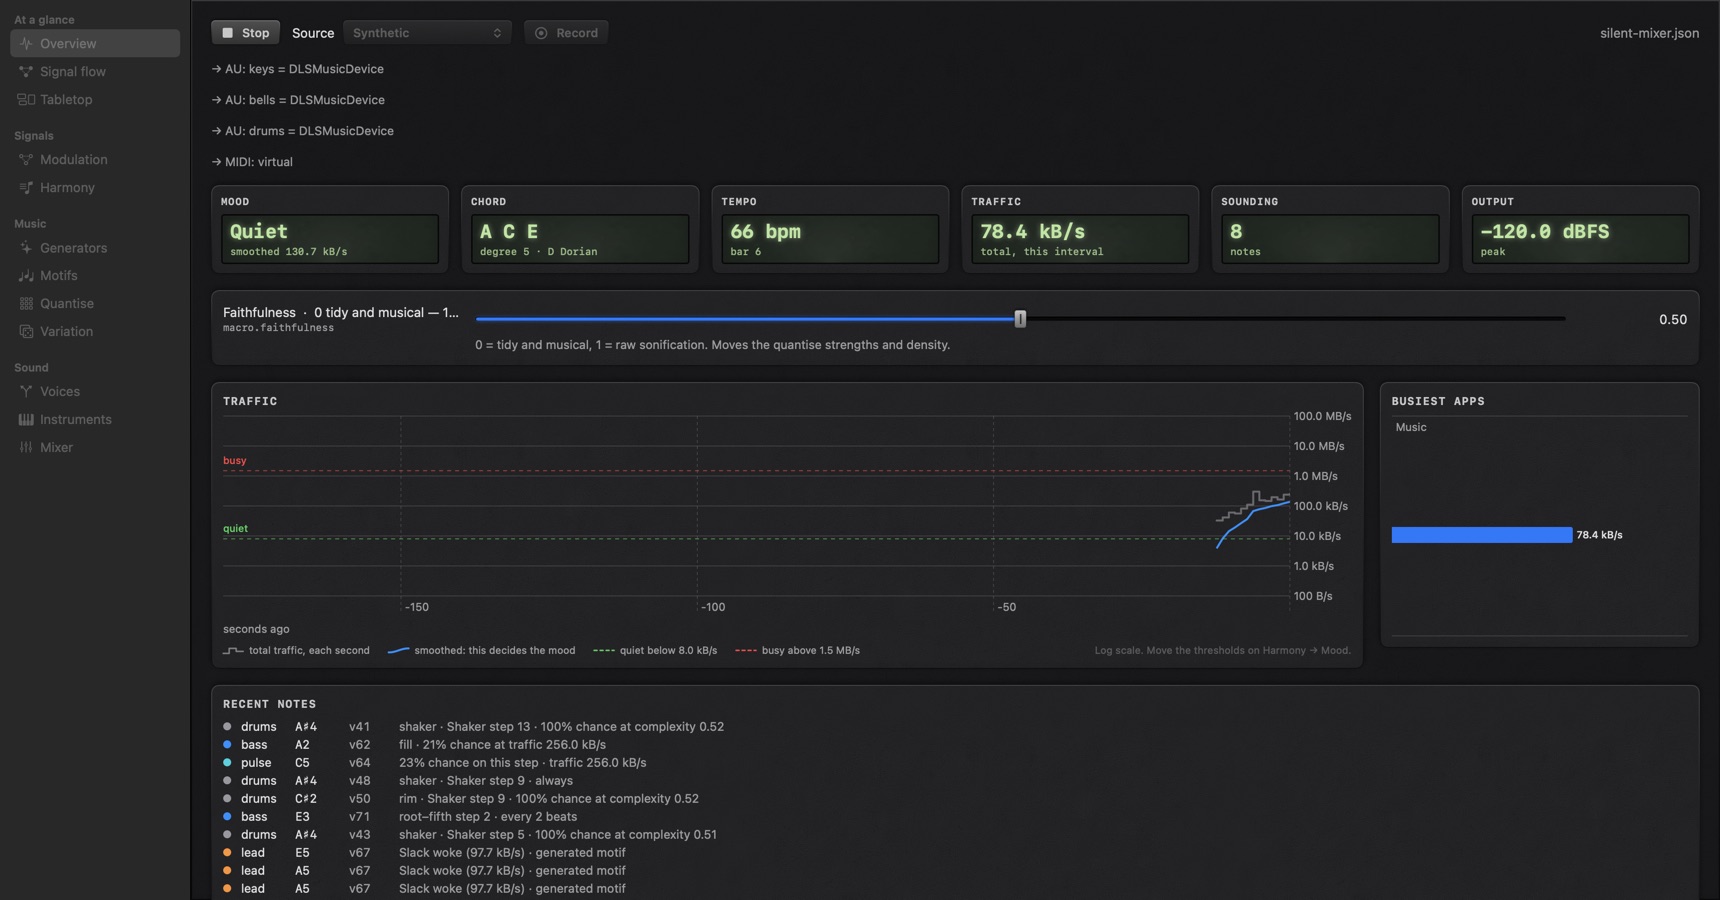 At a glance
Overview
Signal flow
Tabletop
Signals
Modulation
Harmony
Music
Generators
Motifs
Quantise
Variation
Sound
Voices
Instruments
Mixer
Stop Source Synthetic Record silent-mixer.json
→ AU: keys = DLSMusicDevice
→ AU: bells = DLSMusicDevice
→ AU: drums = DLSMusicDevice
→ MIDI: virtual
MOOD
Quiet
smoothed 130.7 kB/s
CHORD
A C E
degree 5 · D Dorian
TEMPO
66 bpm
bar 6
TRAFFIC
78.4 kB/s
total, this interval
SOUNDING
8
notes
OUTPUT
−120.0 dBFS
peak
Faithfulness · 0 tidy and musical — 1... 0.50
macro.faithfulness
0 = tidy and musical, 1 = raw sonification. Moves the quantise strengths and density.
TRAFFIC
100.0 MB/s
10.0 MB/s
busy
1.0 MB/s
100.0 kB/s
quiet
10.0 kB/s
1.0 kB/s
100 B/s
-150 -100 -50
seconds ago
total traffic, each second smoothed: this decides the mood quiet below 8.0 kB/s busy above 1.5 MB/s Log scale. Move the thresholds on Harmony → Mood.
BUSIEST APPS
Music
78.4 kB/s
RECENT NOTES
drums A♯4 v41 shaker · Shaker step 13 · 100% chance at complexity 0.52
bass A2 v62 fill · 21% chance at traffic 256.0 kB/s
pulse C5 v64 23% chance on this step · traffic 256.0 kB/s
drums A♯4 v48 shaker · Shaker step 9 · always
drums C♯2 v50 rim · Shaker step 9 · 100% chance at complexity 0.52
bass E3 v71 root–fifth step 2 · every 2 beats
drums A♯4 v43 shaker · Shaker step 5 · 100% chance at complexity 0.51
lead E5 v67 Slack woke (97.7 kB/s) · generated motif
lead A5 v67 Slack woke (97.7 kB/s) · generated motif
lead A5 v67 Slack woke (97.7 kB/s) · generated motif